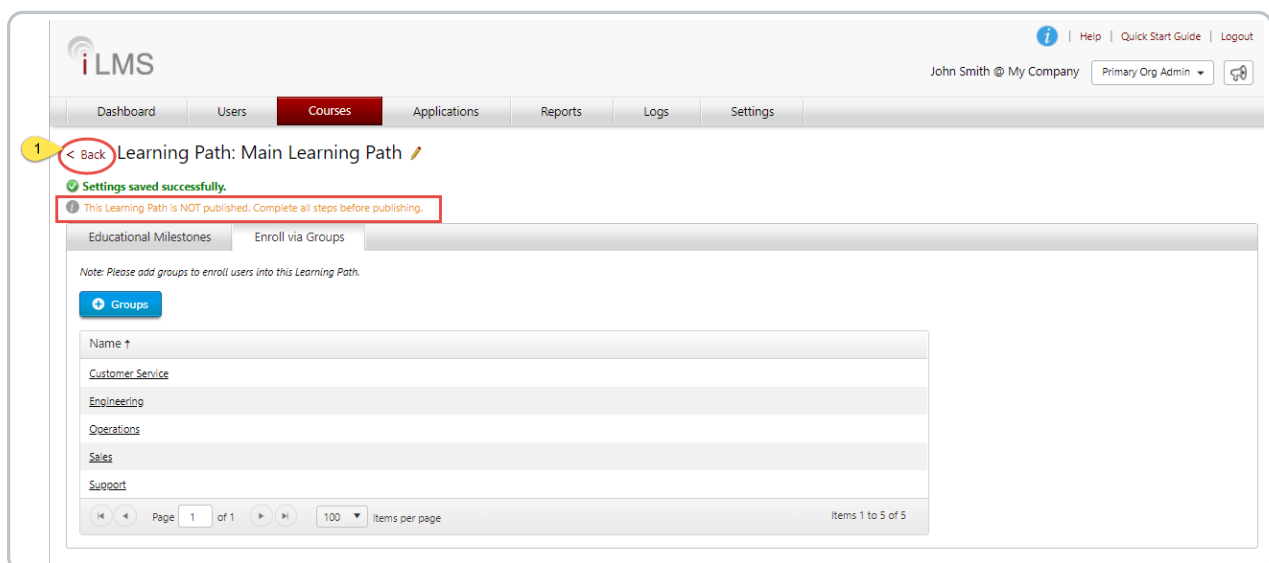 i | Help | Quick Start Guide | Logout
iLMS
John Smith @ My Company Primary Org Admin
Dashboard Users Courses Applications Reports Logs Settings
1 < Back Learning Path: Main Learning Path
Settings saved successfully.
i This Learning Path is NOT published. Complete all steps before publishing.
Educational Milestones Enroll via Groups
Note: Please add groups to enroll users into this Learning Path.
Groups
Name ↑
Customer Service
Engineering
Operations
Sales
Support
Page 1 of 1 100 items per page Items 1 to 5 of 5